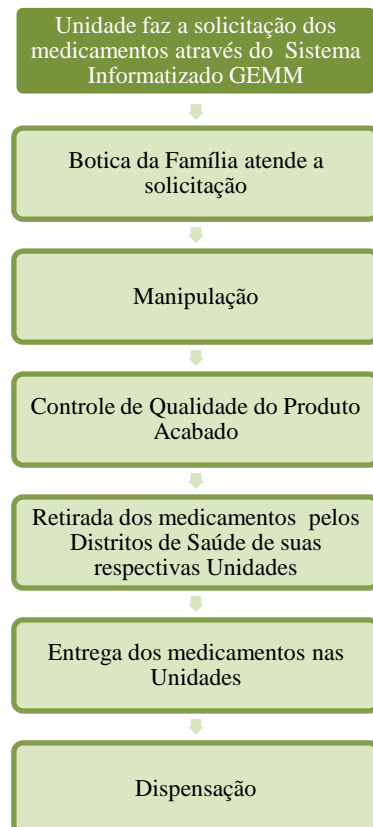 Unidade faz a solicitação dos
medicamentos através do Sistema
Informatizado GEMM
Botica da Família atende a
solicitação
Manipulação
Controle de Qualidade do Produto
Acabado
Retirada dos medicamentos pelos
Distritos de Saúde de suas
respectivas Unidades
Entrega dos medicamentos nas
Unidades
Dispensação